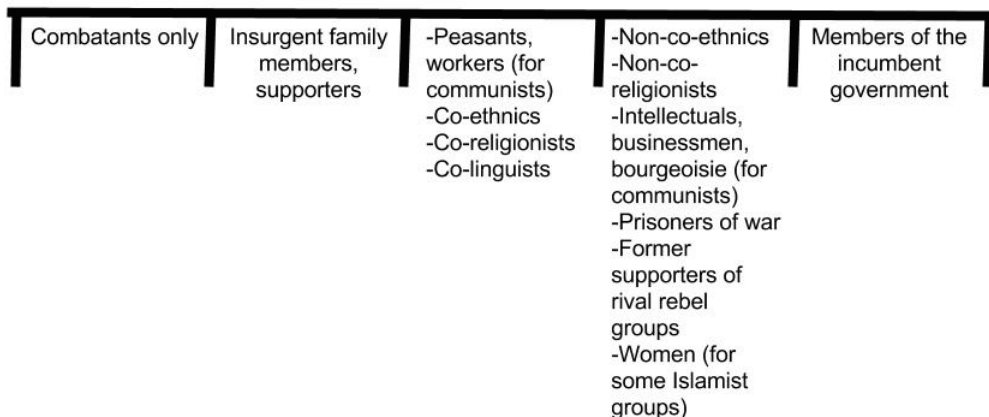 Combatants only
Insurgent family
members,
supporters
-Peasants,
workers (for
communists)
-Co-ethnics
-Co-religionists
-Co-linguists
-Non-co-ethnics
-Non-co-
religionists
-Intellectuals,
businessmen,
bourgeoisie (for
communists)
-Prisoners of war
-Former
supporters of
rival rebel
groups
-Women (for
some Islamist
groups)
Members of the
incumbent
government